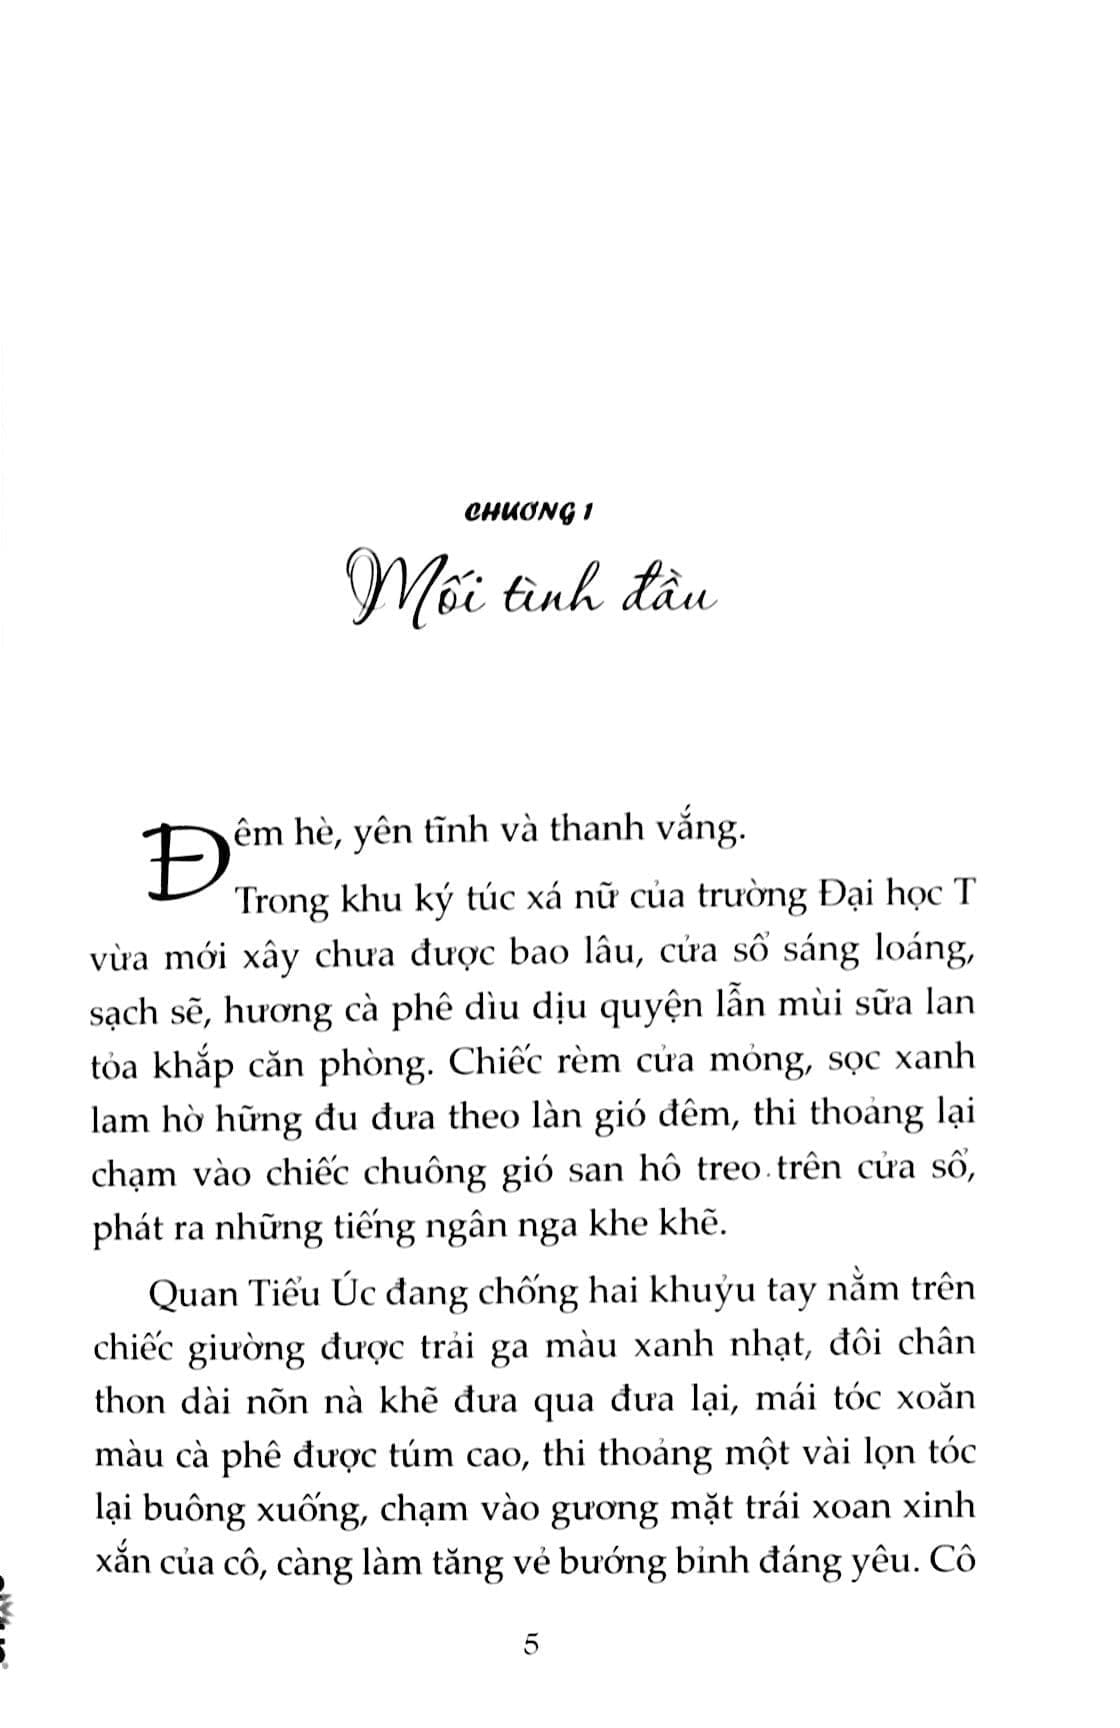 CHƯƠNG 1
Mối tình đầu
Đêm hè, yên tĩnh và thanh vắng.
Trong khu ký túc xá nữ của trường Đại học T
vừa mới xây chưa được bao lâu, cửa sổ sáng loáng,
sạch sẽ, hương cà phê dìu dịu quyện lẫn mùi sữa lan
tỏa khắp căn phòng. Chiếc rèm cửa mỏng, sọc xanh
lam hờ hững đu đưa theo làn gió đêm, thi thoảng lại
chạm vào chiếc chuông gió san hô treo trên cửa sổ,
phát ra những tiếng ngân nga khe khẽ.
Quan Tiểu Úc đang chống hai khuỷu tay nằm trên
chiếc giường được trải ga màu xanh nhạt, đôi chân
thon dài nõn nà khẽ đưa qua đưa lại, mái tóc xoăn
màu cà phê được túm cao, thi thoảng một vài lọn tóc
lại buông xuống, chạm vào gương mặt trái xoan xinh
xắn của cô, càng làm tăng vẻ bướng bỉnh đáng yêu. Cô
5